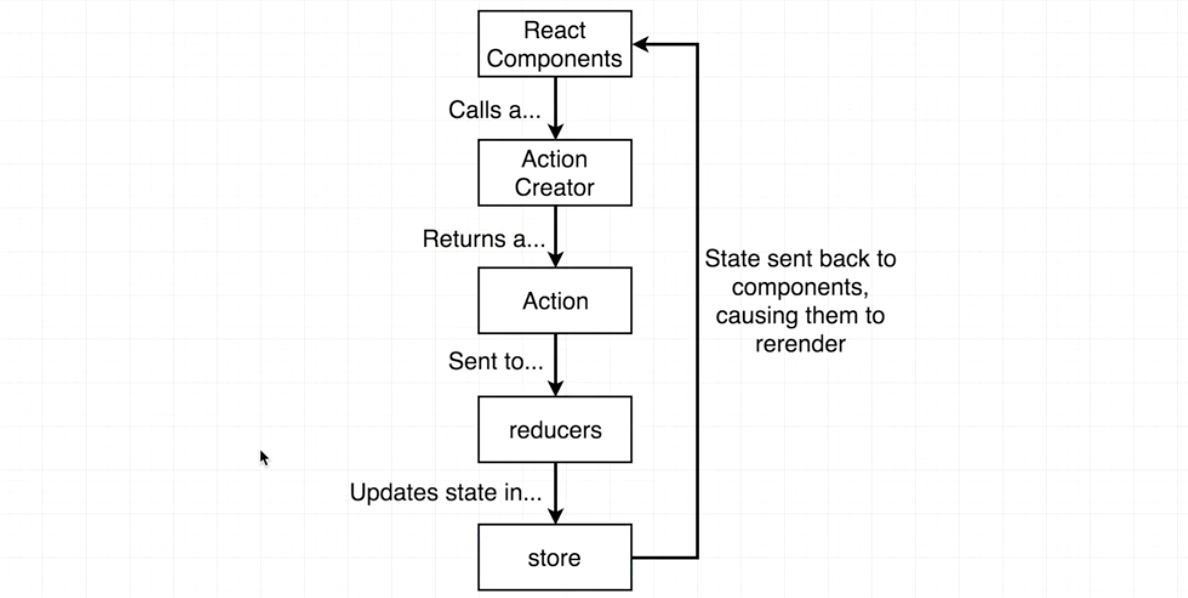 React
Components
Calls a...
Action
Creator
Returns a...
Action
State sent back to
components,
causing them to
rerender
Sent to...
reducers
Updates state in...
store